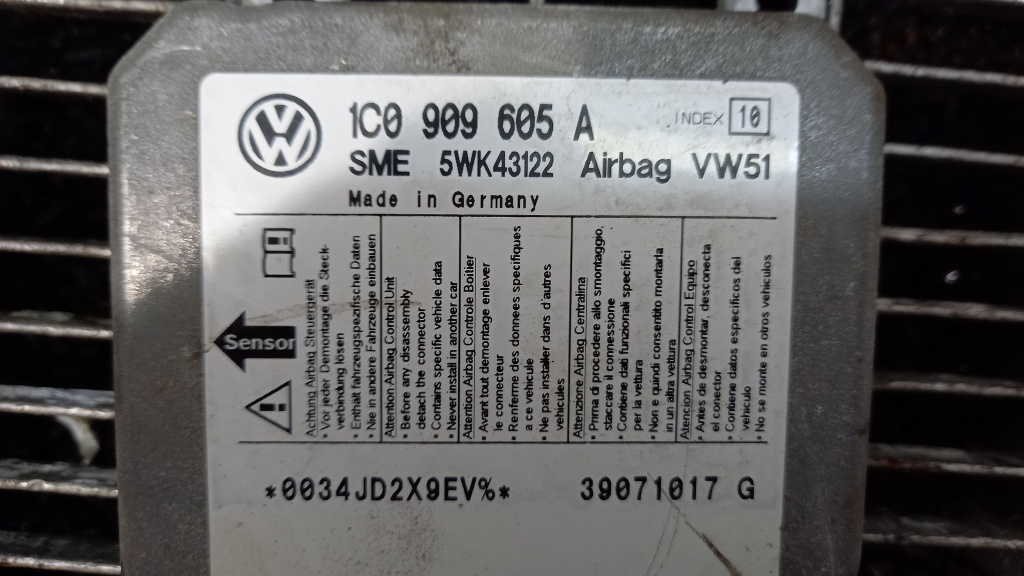 1C0 909 605 A
INDEX 10
SME 5WK43122 Airbag VW51
Made in Germany
Sensor
Achtung Airbag Steuergerät
• Vor jeder Demontage die Steck-
verbindung lösen
• Enthält fahrzeugspezifische Daten
• Nie in andere Fahrzeuge einbauen
Attention Airbag Control Unit
• Before any disassembly
detach the connector
• Contains specific vehicle data
• Never install in another car
Attention Airbag Controle Boitier
• Avant tout demontage enlever
le connecteur
• Renferme des donnees specifiques
a ce vehicule
• Ne pas installer dans d'autres
vehicules
Attenzione Airbag Centralina
• Prima di procedere allo smontaggio,
staccare il connessione
• Contiene dati funzionali specifici
per la vettura
• Non e quindi consentito montarla
in un altra vettura
Atencion Airbag Control Equipo
• Antes de desmontar, desconecta
el conector
• Contiene datos especificos del
vehiculo
• No se monte en otros vehiculos
*0034JD2X9EV%* 39071017 G